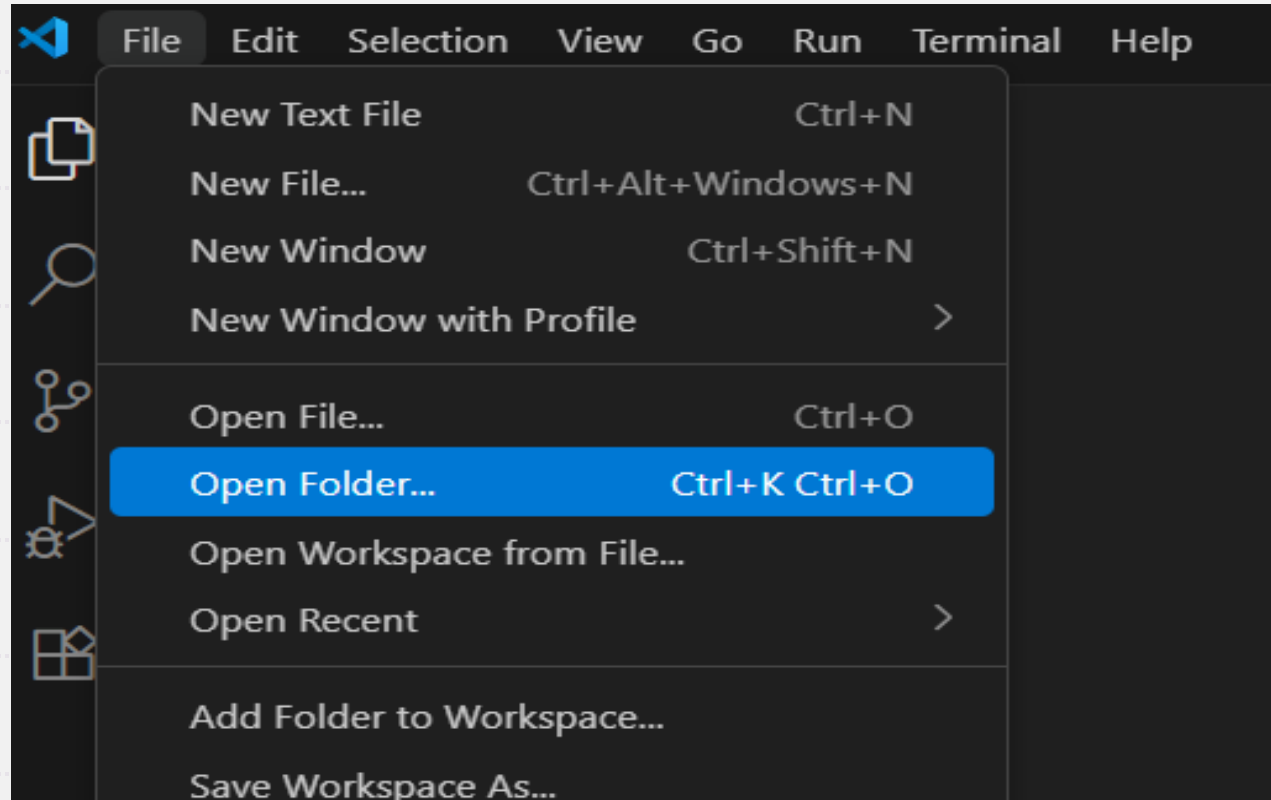 File Edit Selection View Go Run Terminal Help
New Text File Ctrl+N
New File... Ctrl+Alt+Windows+N
New Window Ctrl+Shift+N
New Window with Profile
Open File... Ctrl+O
Open Folder... Ctrl+K Ctrl+O
Open Workspace from File...
Open Recent
Add Folder to Workspace...
Save Workspace As...